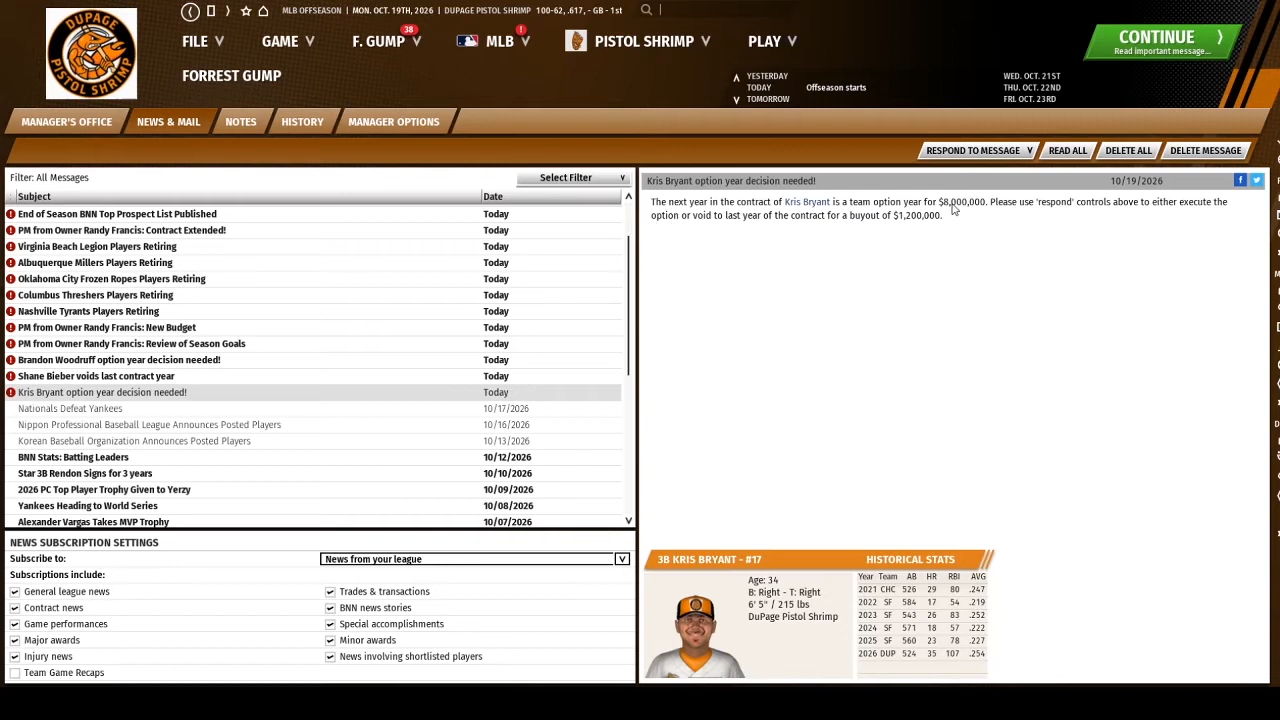 DUPAGE
PISTOL SHRIMP
MLB OFFSEASON | MON. OCT. 19TH, 2026 | DUPAGE PISTOL SHRIMP 100-62, .617, - GB - 1st
FILE GAME F. GUMP 38 MLB ! PISTOL SHRIMP PLAY
CONTINUE
Read important message...
FORREST GUMP
YESTERDAY
TODAY Offseason starts
TOMORROW
WED. OCT. 21ST
THU. OCT. 22ND
FRI. OCT. 23RD
MANAGER'S OFFICE NEWS & MAIL NOTES HISTORY MANAGER OPTIONS
RESPOND TO MESSAGE READ ALL DELETE ALL DELETE MESSAGE
Filter: All Messages Select Filter
Subject Date
End of Season BNN Top Prospect List Published Today
PM from Owner Randy Francis: Contract Extended! Today
Virginia Beach Legion Players Retiring Today
Albuquerque Millers Players Retiring Today
Oklahoma City Frozen Ropes Players Retiring Today
Columbus Threshers Players Retiring Today
Nashville Tyrants Players Retiring Today
PM from Owner Randy Francis: New Budget Today
PM from Owner Randy Francis: Review of Season Goals Today
Brandon Woodruff option year decision needed! Today
Shane Bieber voids last contract year Today
Kris Bryant option year decision needed! Today
Nationals Defeat Yankees 10/17/2026
Nippon Professional Baseball League Announces Posted Players 10/16/2026
Korean Baseball Organization Announces Posted Players 10/13/2026
BNN Stats: Batting Leaders 10/12/2026
Star 3B Rendon Signs for 3 years 10/10/2026
2026 PC Top Player Trophy Given to Yerzy 10/09/2026
Yankees Heading to World Series 10/08/2026
Alexander Vargas Takes MVP Trophy 10/07/2026
NEWS SUBSCRIPTION SETTINGS
Subscribe to: News from your league
Subscriptions include:
General league news Trades & transactions
Contract news BNN news stories
Game performances Special accomplishments
Major awards Minor awards
Injury news News involving shortlisted players
Team Game Recaps
Kris Bryant option year decision needed! 10/19/2026
The next year in the contract of Kris Bryant is a team option year for $8,000,000. Please use 'respond' controls above to either execute the
option or void to last year of the contract for a buyout of $1,200,000.
3B KRIS BRYANT - #17 HISTORICAL STATS
Age: 34
B: Right - T: Right
6' 5" / 215 lbs
DuPage Pistol Shrimp
Year Team AB HR RBI AVG
2021 CHC 526 29 80 .247
2022 SF 584 17 54 .219
2023 SF 543 26 83 .252
2024 SF 571 18 57 .222
2025 SF 560 23 78 .227
2026 DUP 524 35 107 .254